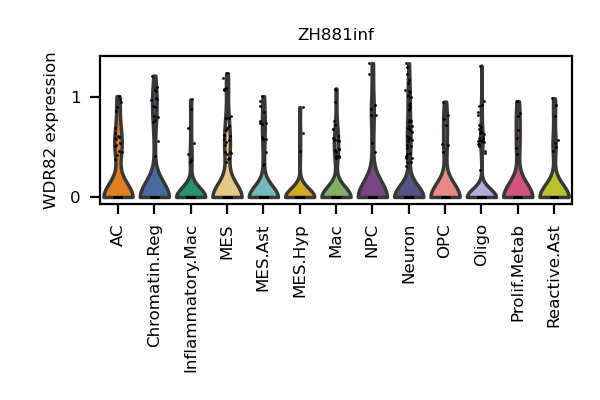 ZH881inf
WDR82 expression
1
0
AC
Chromatin.Reg
Inflammatory.Mac
MES
MES.Ast
MES.Hyp
Mac
NPC
Neuron
OPC
Oligo
Prolif.Metab
Reactive.Ast